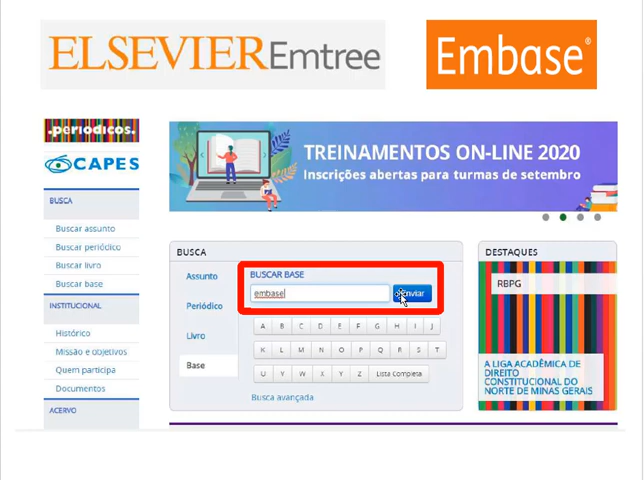 ELSEVIER Emtree
Embase®
.periodicos.
CAPES
TREINAMENTOS ON-LINE 2020
Inscrições abertas para turmas de setembro
BUSCA
Buscar assunto
Buscar periódico
Buscar livro
Buscar base
INSTITUCIONAL
Histórico
Missão e objetivos
Quem participa
Documentos
ACERVO
BUSCA
Assunto
Periódico
Livro
Base
BUSCAR BASE
embase
Enviar
A B C D E F G H I J
K L M N O P Q R S T
U V W X Y Z Lista Completa
Busca avançada
DESTAQUES
RBPG
A LIGA ACADÊMICA DE
DIREITO
CONSTITUCIONAL DO
NORTE DE MINAS GERAIS